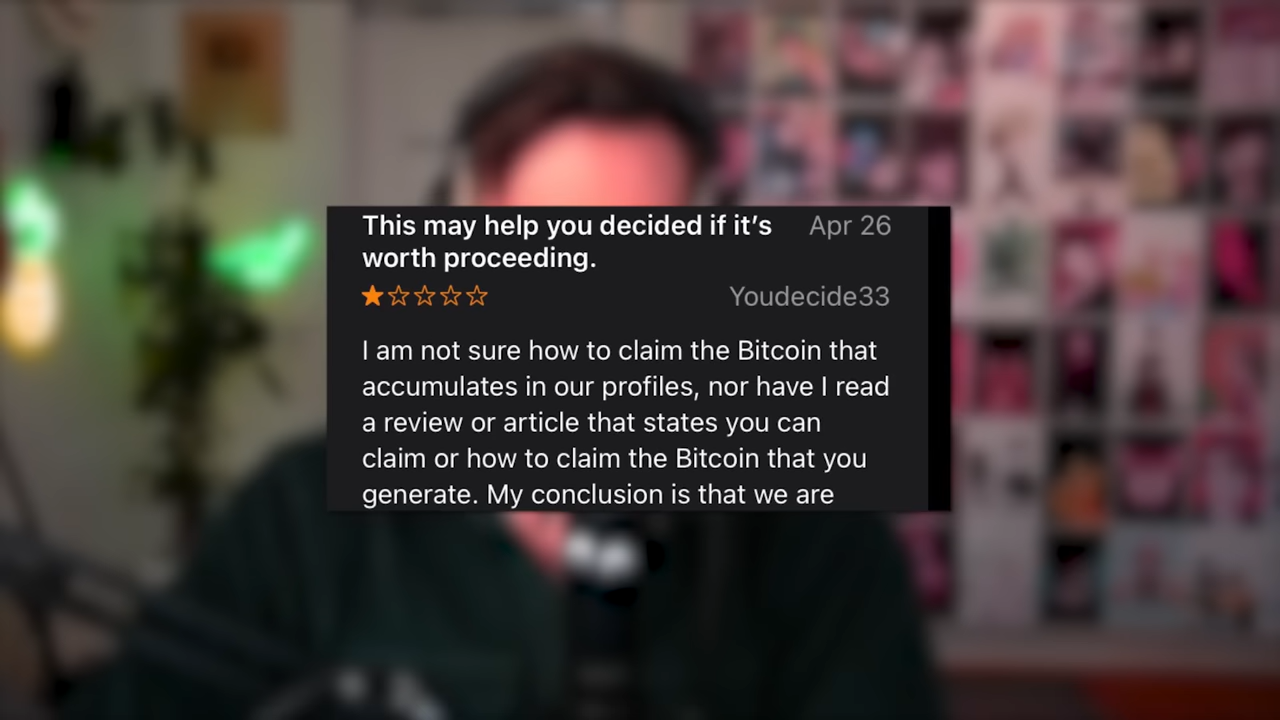 This may help you decided if it’s Apr 26
worth proceeding.
Youdecide33
I am not sure how to claim the Bitcoin that
accumulates in our profiles, nor have I read
a review or article that states you can
claim or how to claim the Bitcoin that you
generate. My conclusion is that we are